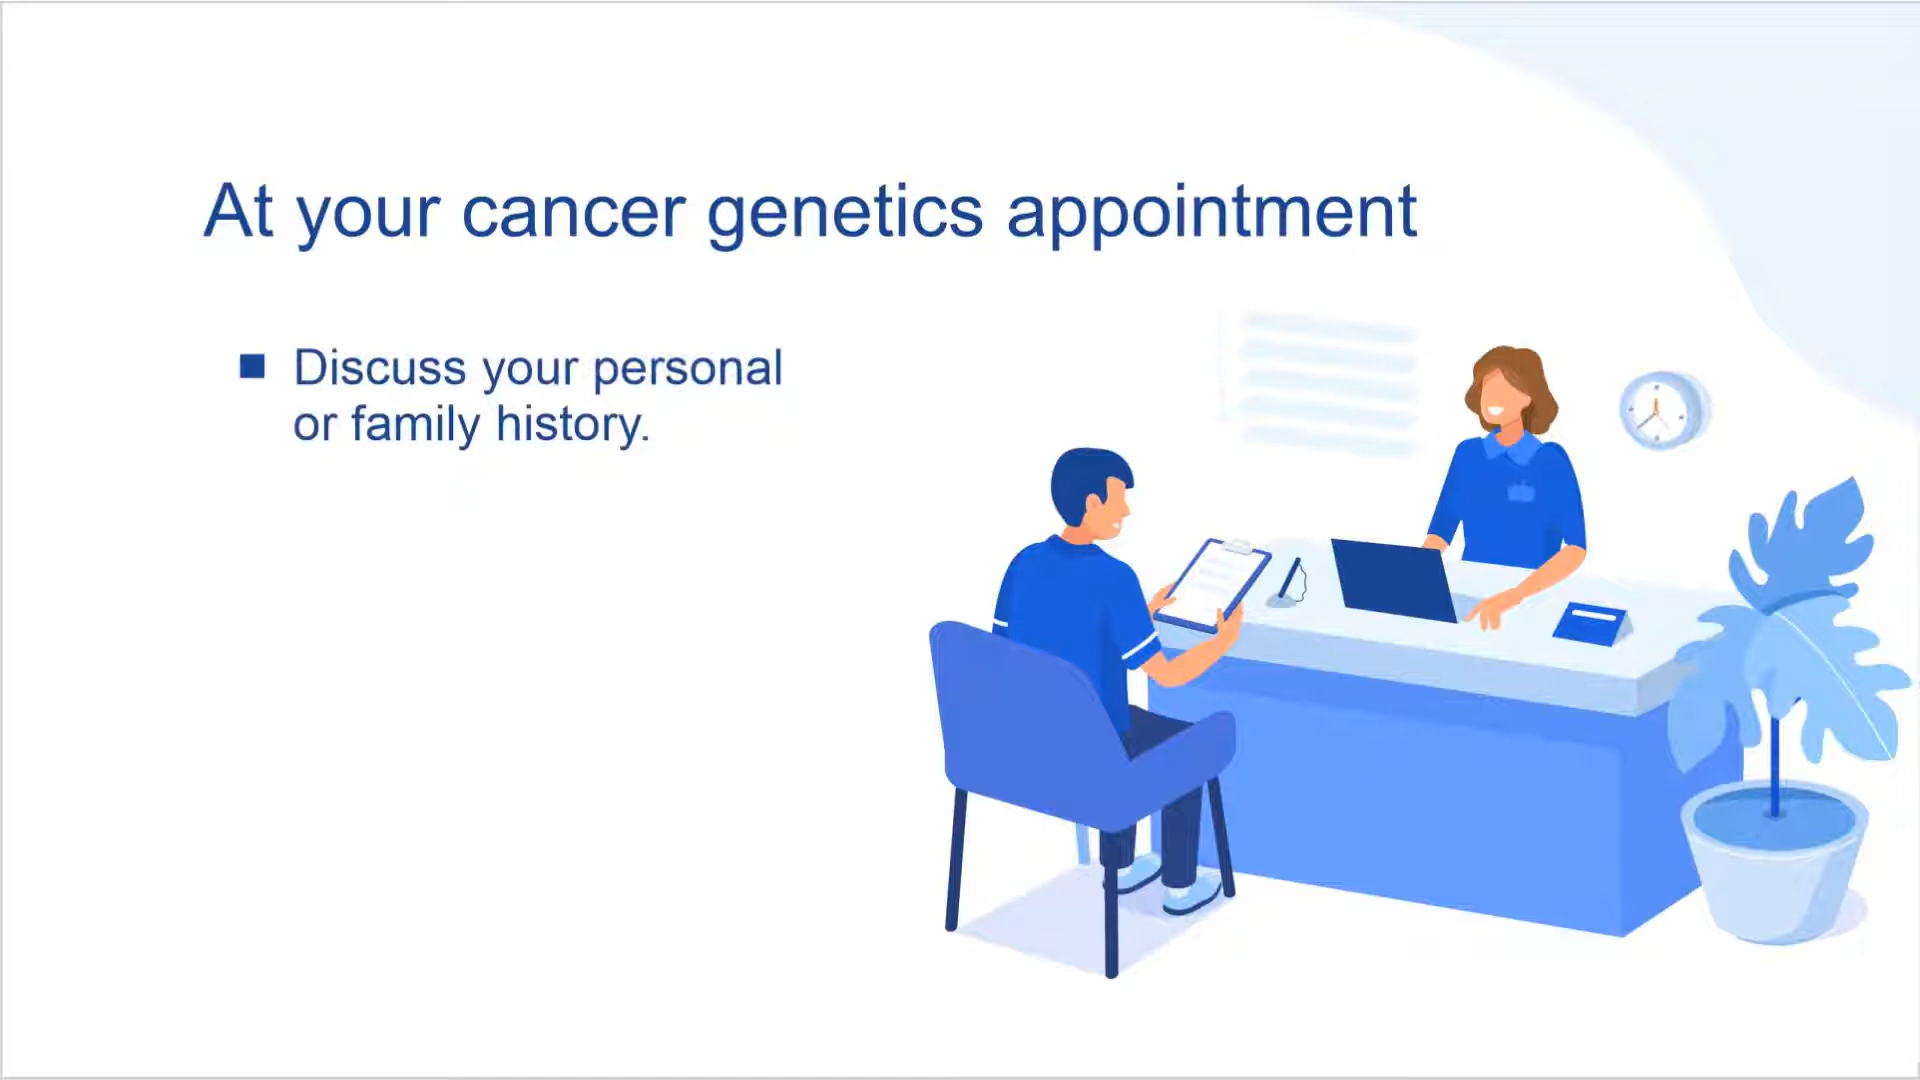 At your cancer genetics appointment
Discuss your personal
or family history.